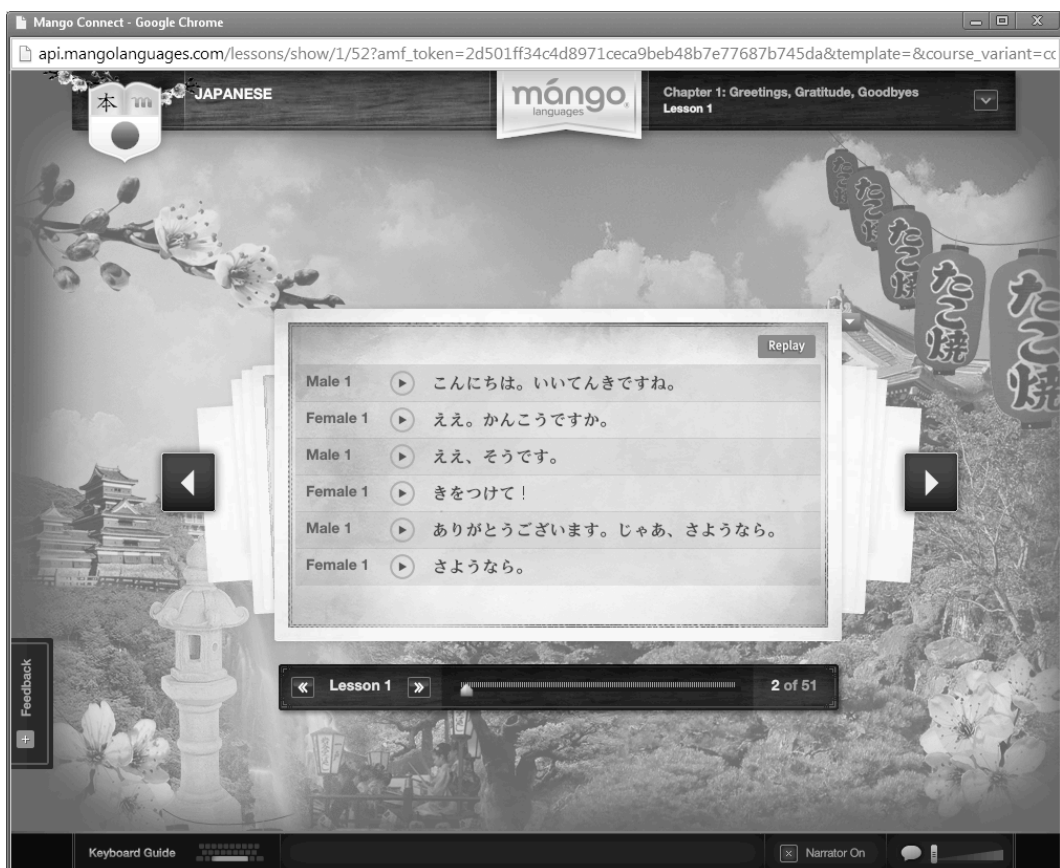 Mango Connect - Google Chrome
api.mangolanguages.com/lessons/show/1/52?amf_token=2d501ff34c4d8971ceca9beb48b7e77687b745da&template=&course_variant=cc
本 m
JAPANESE
mángo
languages
Chapter 1: Greetings, Gratitude, Goodbyes
Lesson 1
たこ焼
たこ焼
たこ焼
たこ焼
Replay
Male 1 こんにちは。いいてんきですね。
Female 1 ええ。かんこうですか。
Male 1 ええ、そうです。
Female 1 きをつけて!
Male 1 ありがとうございます。じゃあ、さようなら。
Female 1 さようなら。
Feedback
Lesson 1
2 of 51
Keyboard Guide
Narrator On